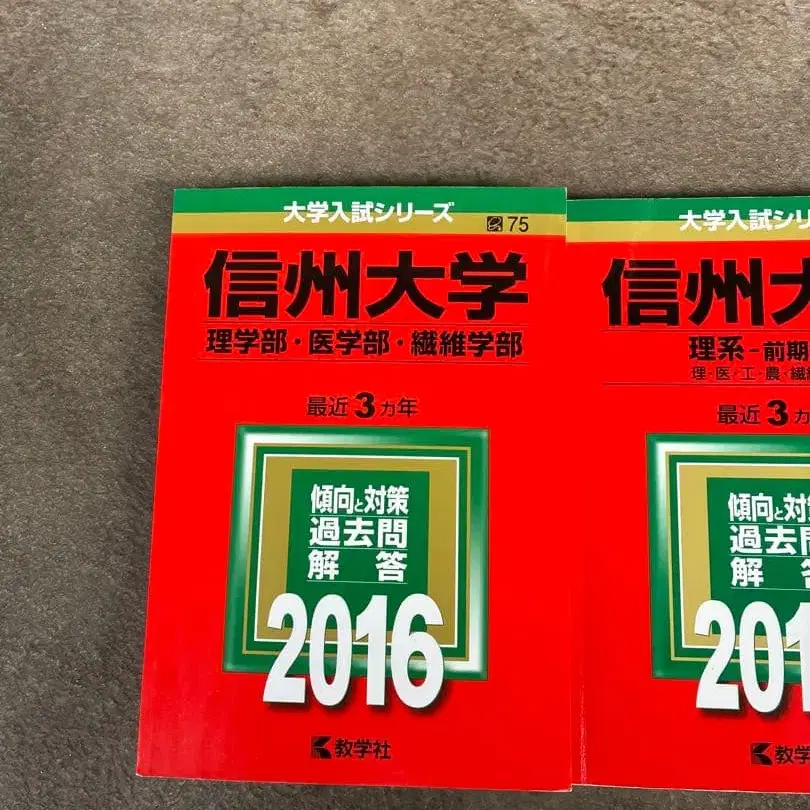 大学入試シリーズ
75
信州大学
理学部・医学部・繊維学部
最近3カ年
傾向と対策
過去問
解答
2016
教学社
大学入試シリ
信州大
理系-前期
理・医・工・農・繊
最近3カ
傾向と対
過去
解
201
教学